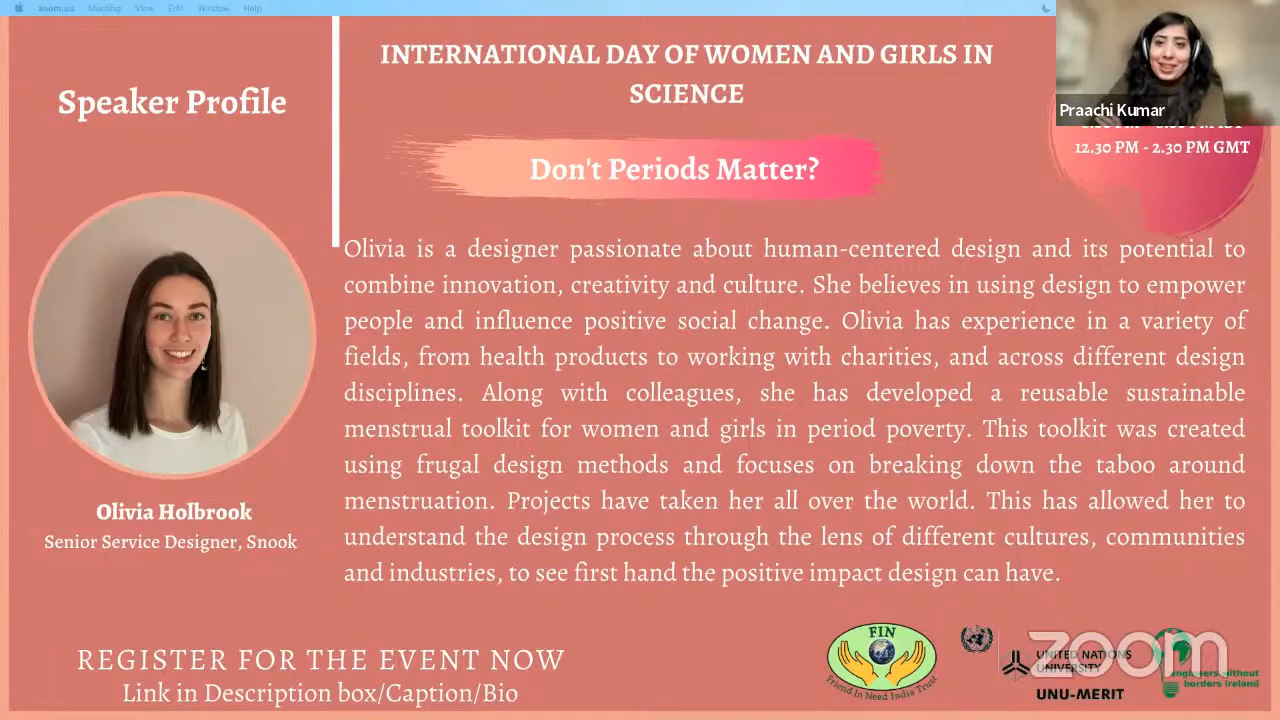 zoom.us Meeting View Edit Window Help
Speaker Profile
INTERNATIONAL DAY OF WOMEN AND GIRLS IN
SCIENCE
Praachi Kumar
12.30 PM - 2.30 PM GMT
Don't Periods Matter?
Olivia is a designer passionate about human-centered design and its potential to
combine innovation, creativity and culture. She believes in using design to empower
people and influence positive social change. Olivia has experience in a variety of
fields, from health products to working with charities, and across different design
disciplines. Along with colleagues, she has developed a reusable sustainable
menstrual toolkit for women and girls in period poverty. This toolkit was created
using frugal design methods and focuses on breaking down the taboo around
menstruation. Projects have taken her all over the world. This has allowed her to
understand the design process through the lens of different cultures, communities
and industries, to see first hand the positive impact design can have.
Olivia Holbrook
Senior Service Designer, Snook
REGISTER FOR THE EVENT NOW
Link in Description box/Caption/Bio
FIN
Friend In Need India Trust
UNITED NATIONS
UNIVERSITY
UNU-MERIT
zoom
engineers without
borders ireland